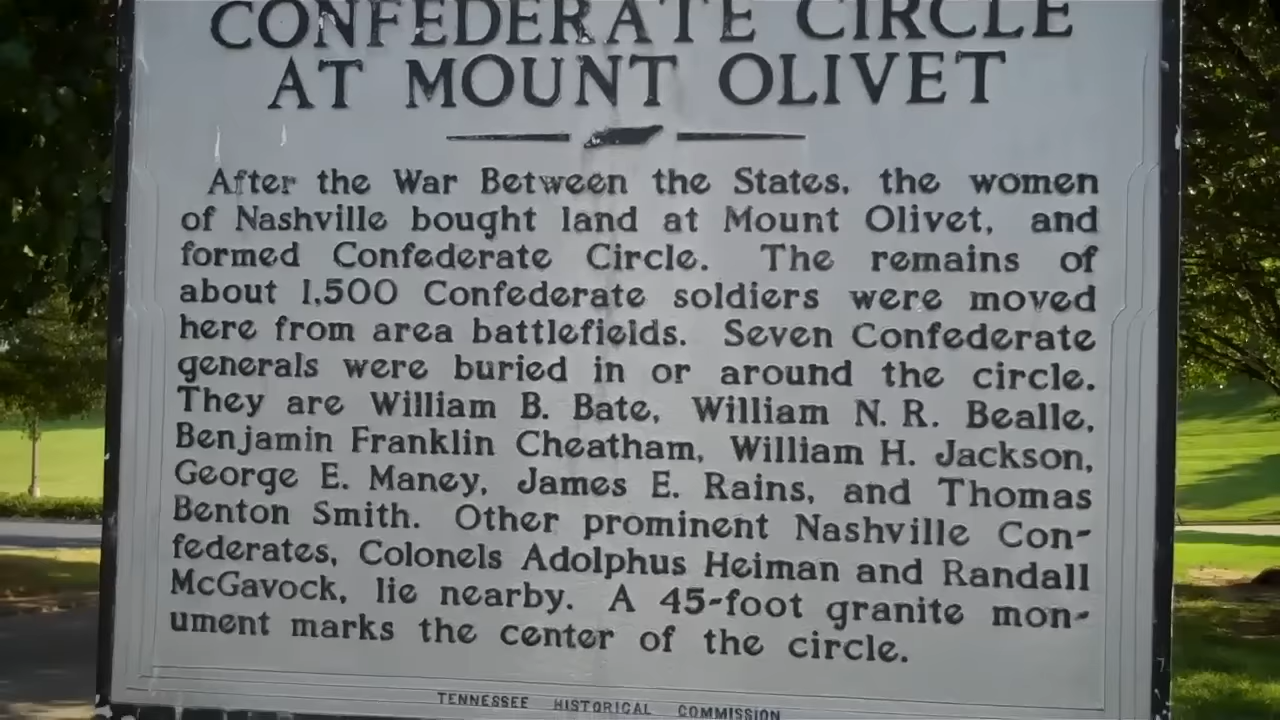 CONFEDERATE CIRCLE
AT MOUNT OLIVET
After the War Between the States, the women
of Nashville bought land at Mount Olivet, and
formed Confederate Circle. The remains of
about 1,500 Confederate soldiers were moved
here from area battlefields. Seven Confederate
generals were buried in or around the circle.
They are William B. Bate, William N. R. Bealle,
Benjamin Franklin Cheatham, William H. Jackson,
George E. Maney, James E. Rains, and Thomas
Benton Smith. Other prominent Nashville Con-
federates, Colonels Adolphus Heiman and Randall
McGavock, lie nearby. A 45-foot granite mon-
ument marks the center of the circle.
TENNESSEE HISTORICAL COMMISSION